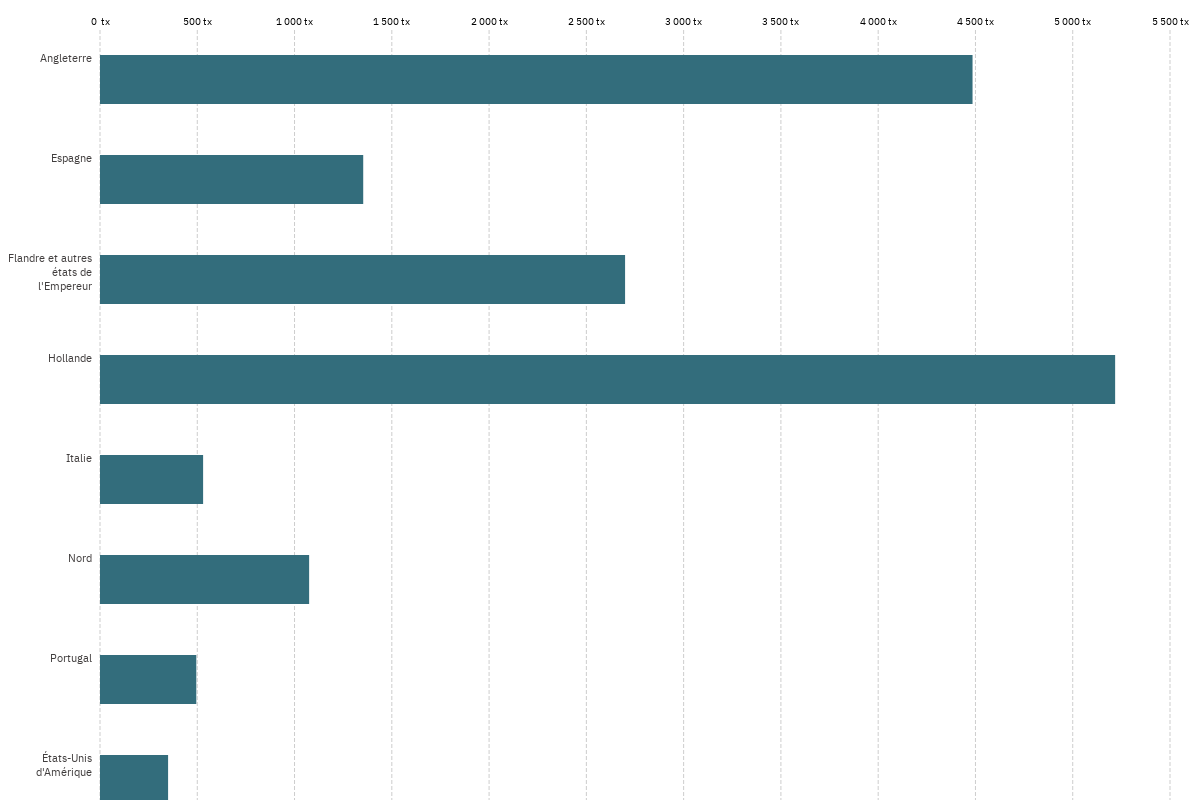 0 tx 500 tx 1 000 tx 1 500 tx 2 000 tx 2 500 tx 3 000 tx 3 500 tx 4 000 tx 4 500 tx 5 000 tx 5 500 tx
Angleterre
Espagne
Flandre et autres
états de
l'Empereur
Hollande
Italie
Nord
Portugal
États-Unis
d'Amérique